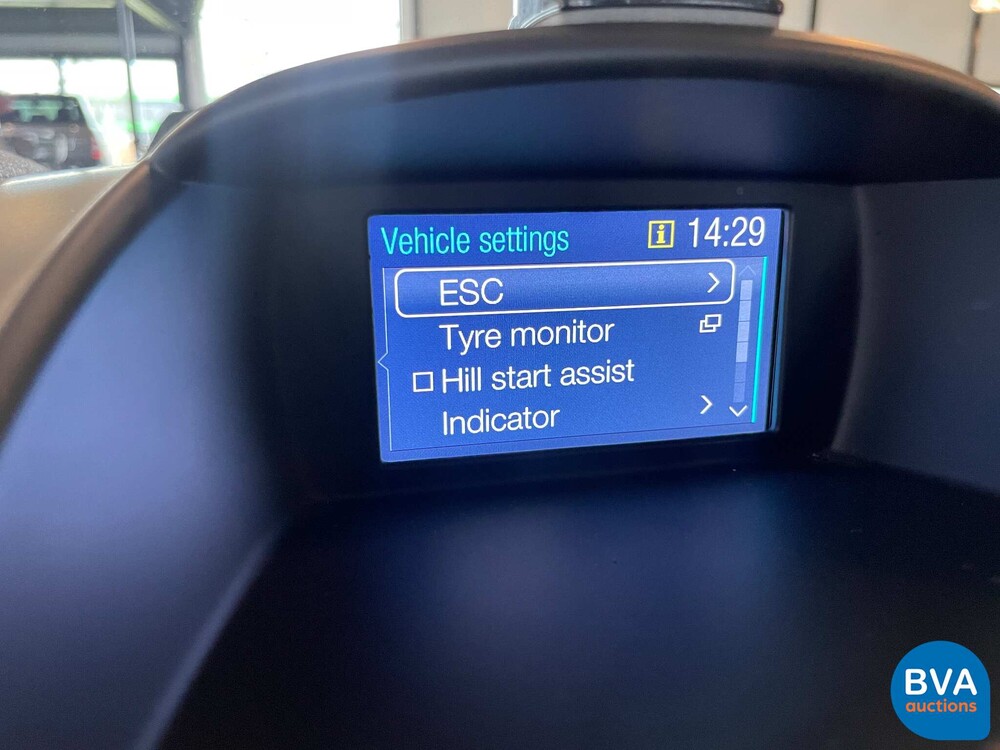 Vehicle settings i 14:29
ESC
Tyre monitor
Hill start assist
Indicator
BVA
auctions